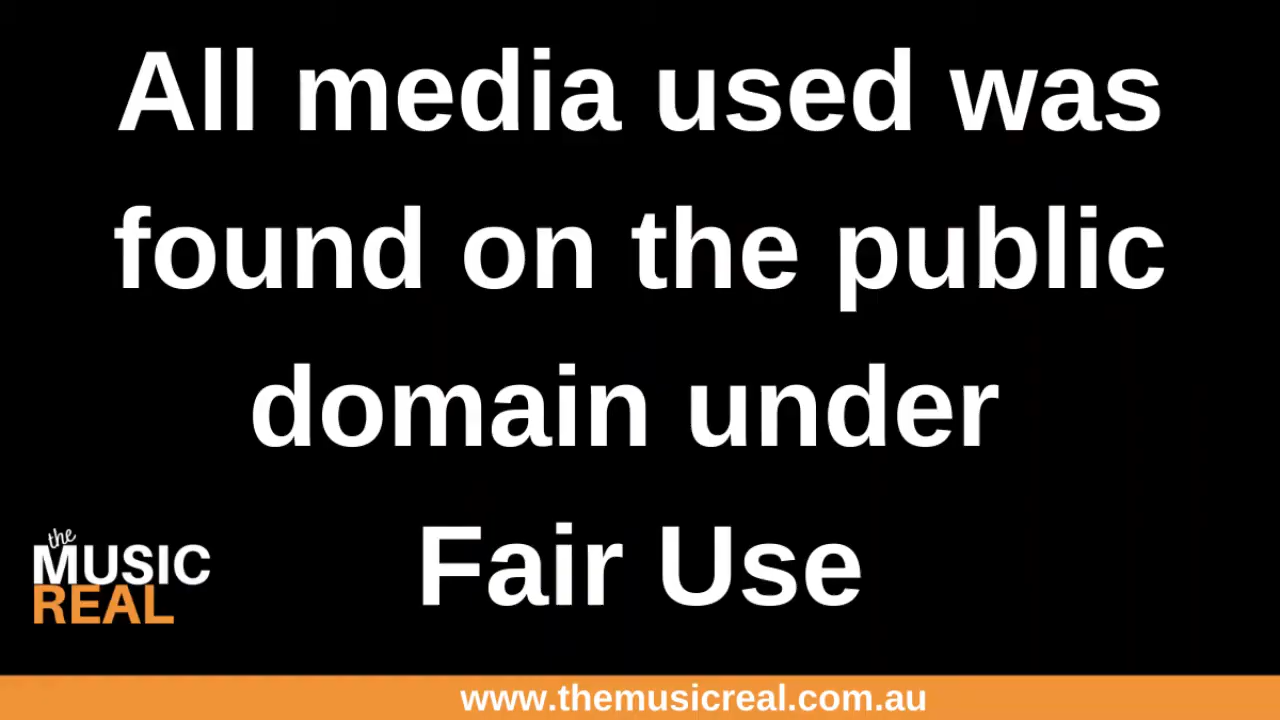 All media used was
found on the public
domain under
Fair Use
the
MUSIC
REAL
www.themusicreal.com.au